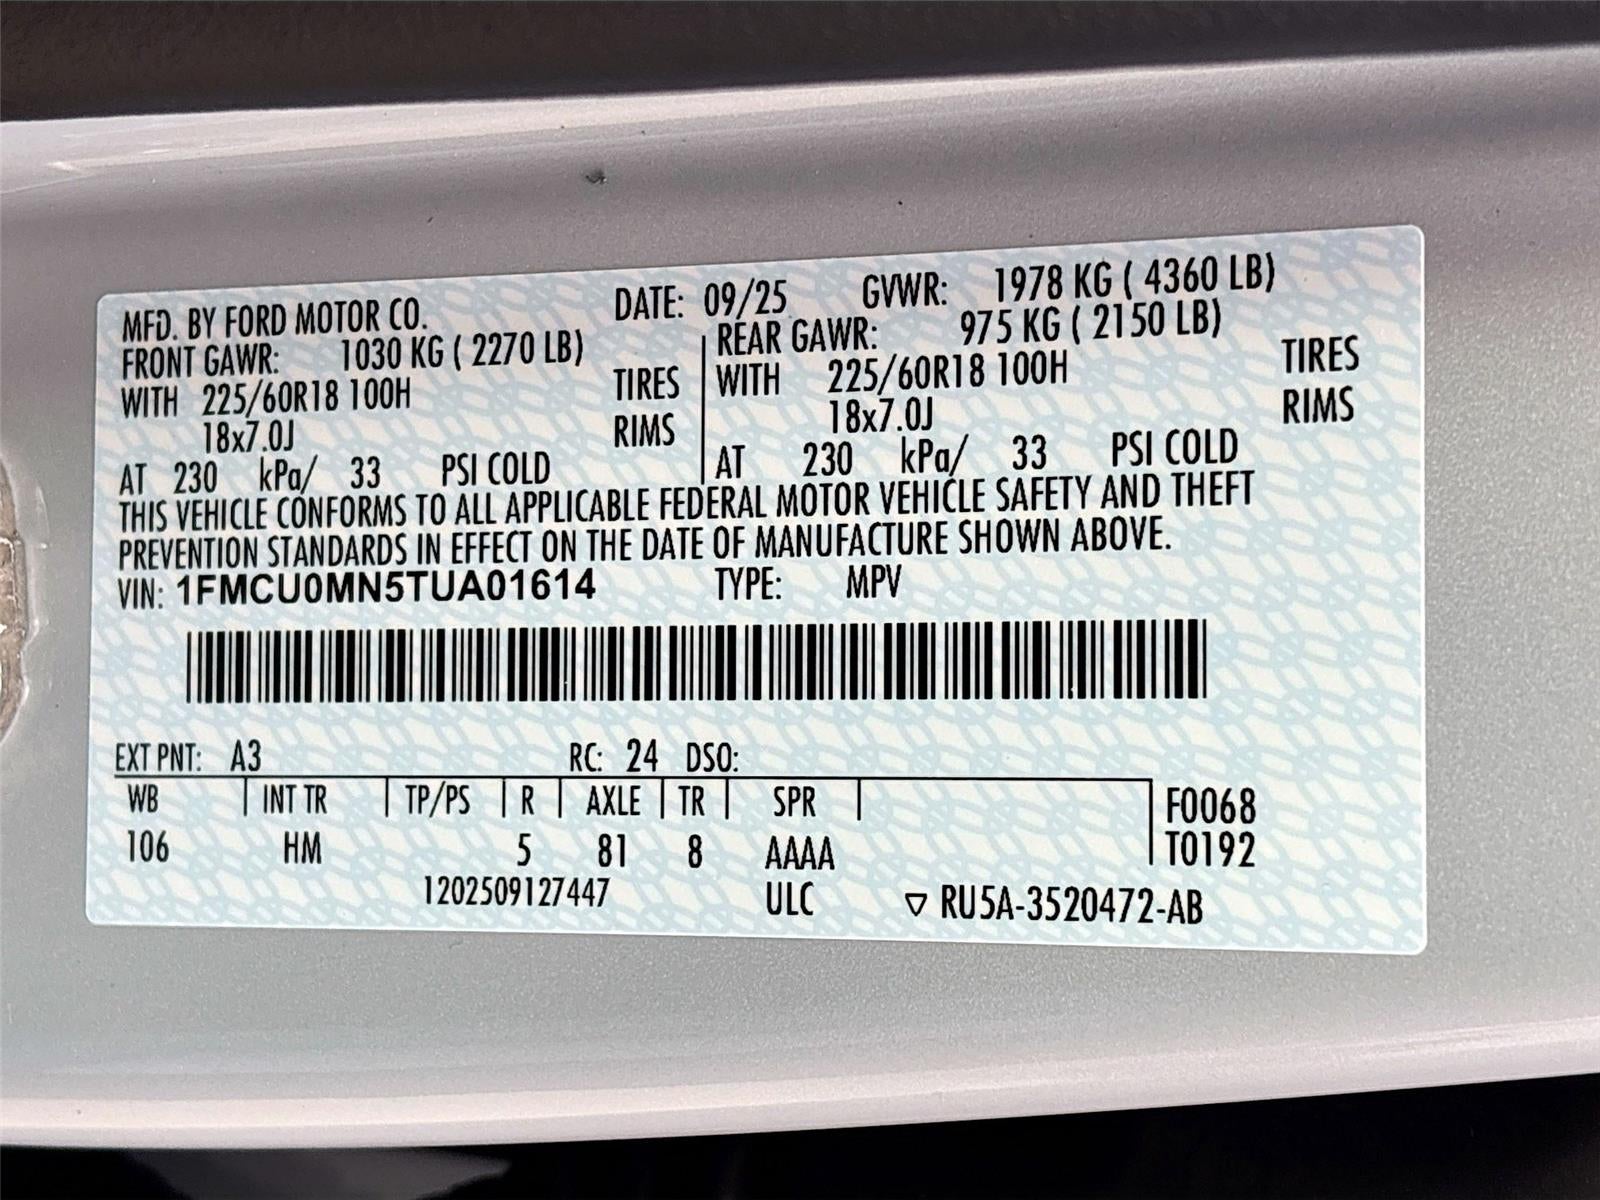 MFD. BY FORD MOTOR CO. DATE: 09/25 GVWR: 1978 KG ( 4360 LB)
FRONT GAWR: 1030 KG ( 2270 LB) REAR GAWR: 975 KG ( 2150 LB)
WITH 225/60R18 100H TIRES WITH 225/60R18 100H TIRES
18x7.0J RIMS 18x7.0J RIMS
AT 230 kPa/ 33 PSI COLD AT 230 kPa/ 33 PSI COLD
THIS VEHICLE CONFORMS TO ALL APPLICABLE FEDERAL MOTOR VEHICLE SAFETY AND THEFT
PREVENTION STANDARDS IN EFFECT ON THE DATE OF MANUFACTURE SHOWN ABOVE.
VIN: 1FMCU0MN5TUA01614 TYPE: MPV
EXT PNT: A3 RC: 24 DSO:
WB INT TR TP/PS R AXLE TR SPR F0068
106 HM 5 81 8 AAAA T0192
1202509127447 ULC ▽ RU5A-3520472-AB